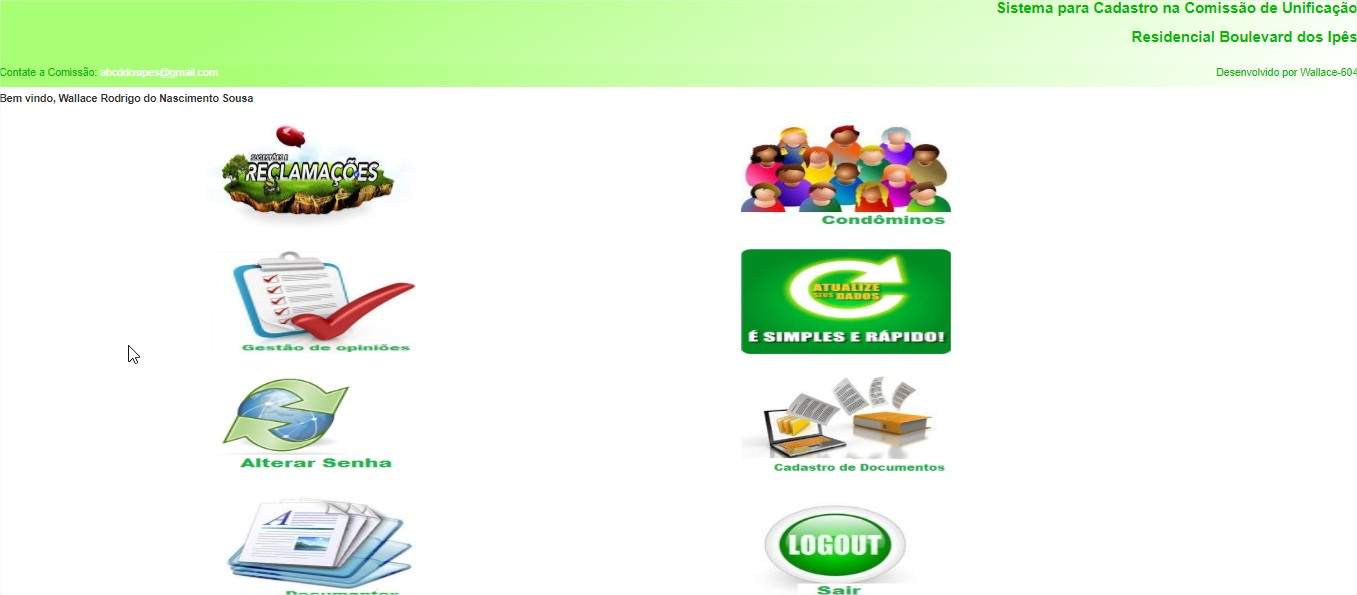 Sistema para Cadastro na Comissão de Unificação
Residencial Boulevard dos Ipês
Contate a Comissão: abcddosipes@gmail.com
Desenvolvido por Wallace-604
Bem vindo, Wallace Rodrigo do Nascimento Sousa
SUGESTÕES E
RECLAMAÇÕES
Condôminos
Gestão de opiniões
ATUALIZE
SEUS DADOS
É SIMPLES E RÁPIDO!
Alterar Senha
Cadastro de Documentos
A
Documentos
LOGOUT
Sair